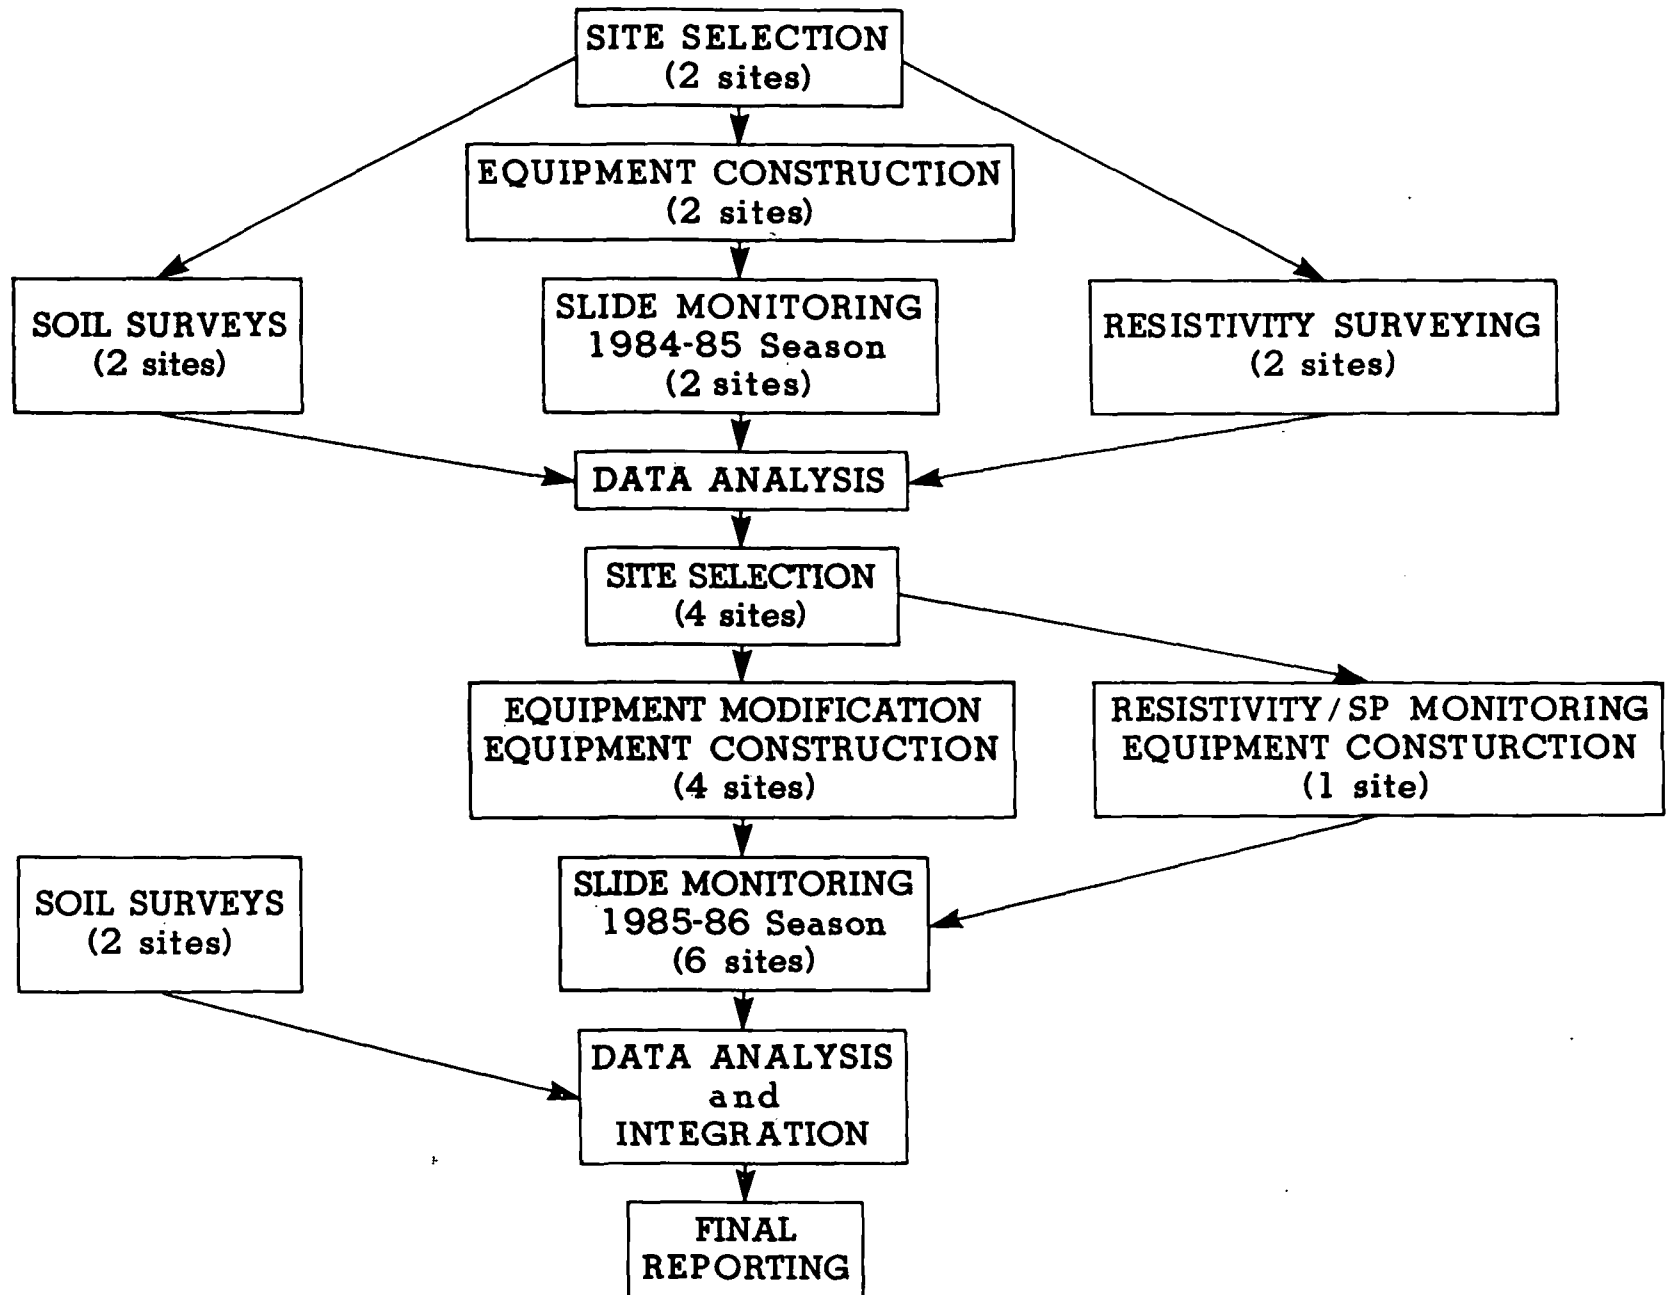 SITE SELECTION
(2 sites)
EQUIPMENT CONSTRUCTION
(2 sites)
SOIL SURVEYS
(2 sites)
SLIDE MONITORING
1984-85 Season
(2 sites)
RESISTIVITY SURVEYING
(2 sites)
DATA ANALYSIS
SITE SELECTION
(4 sites)
EQUIPMENT MODIFICATION
EQUIPMENT CONSTRUCTION
(4 sites)
RESISTIVITY/SP MONITORING
EQUIPMENT CONSTURCTION
(1 site)
SOIL SURVEYS
(2 sites)
SLIDE MONITORING
1985-86 Season
(6 sites)
DATA ANALYSIS
and
INTEGRATION
FINAL
REPORTING